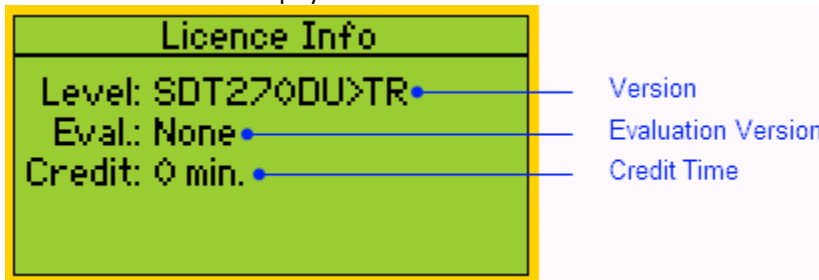 Licence Info
Level: SDT270DU>TR
Version
Eval.: None
Evaluation Version
Credit: 0 min.
Credit Time